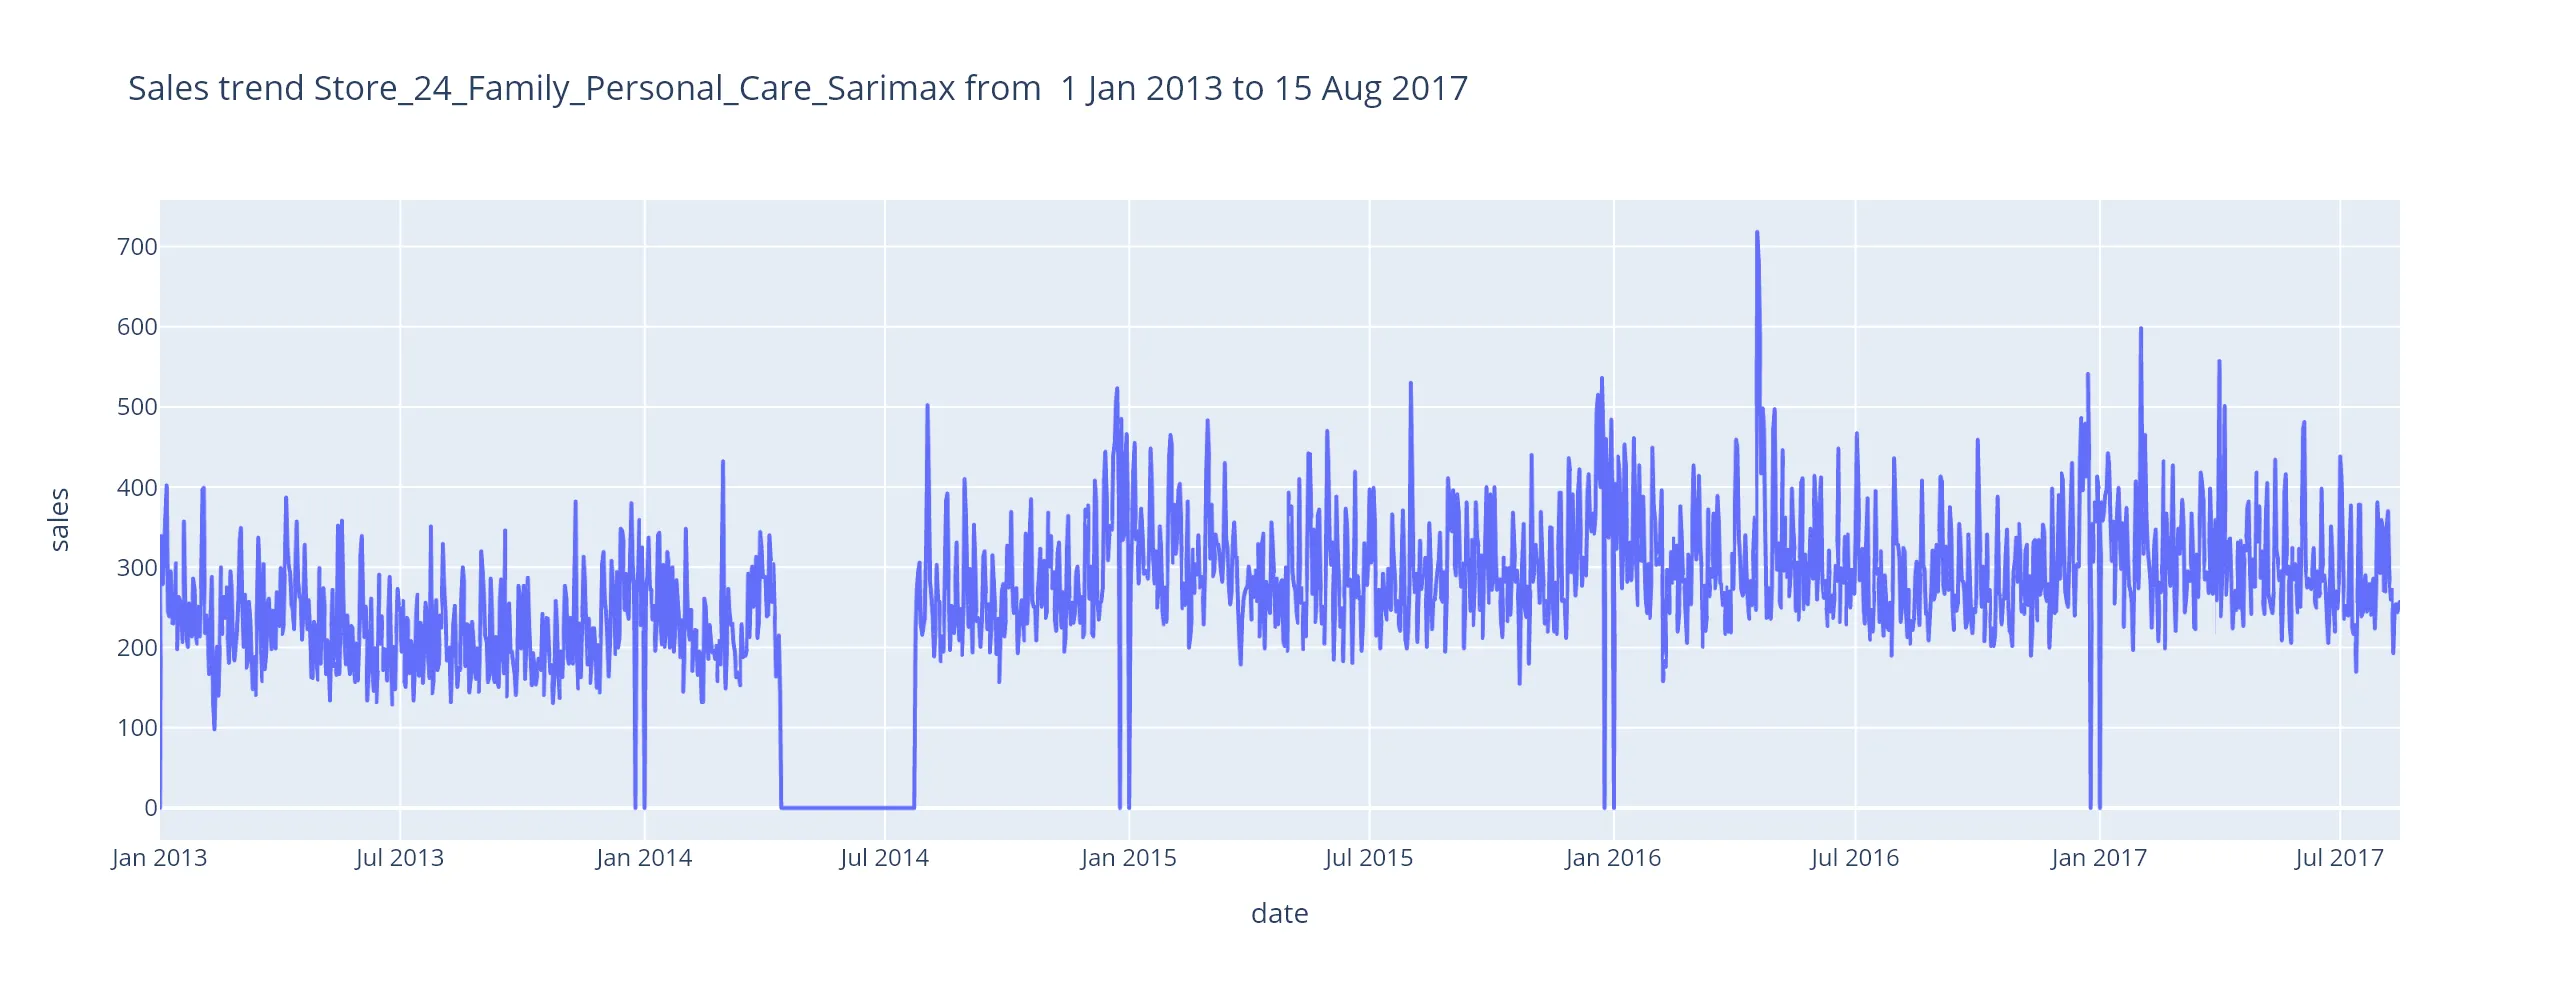 Sales trend Store_24_Family_Personal_Care_Sarimax from  1 Jan 2013 to 15 Aug 2017
700
600
500
400
300
200
100
0
sales
Jan 2013 Jul 2013 Jan 2014 Jul 2014 Jan 2015 Jul 2015 Jan 2016 Jul 2016 Jan 2017 Jul 2017
date